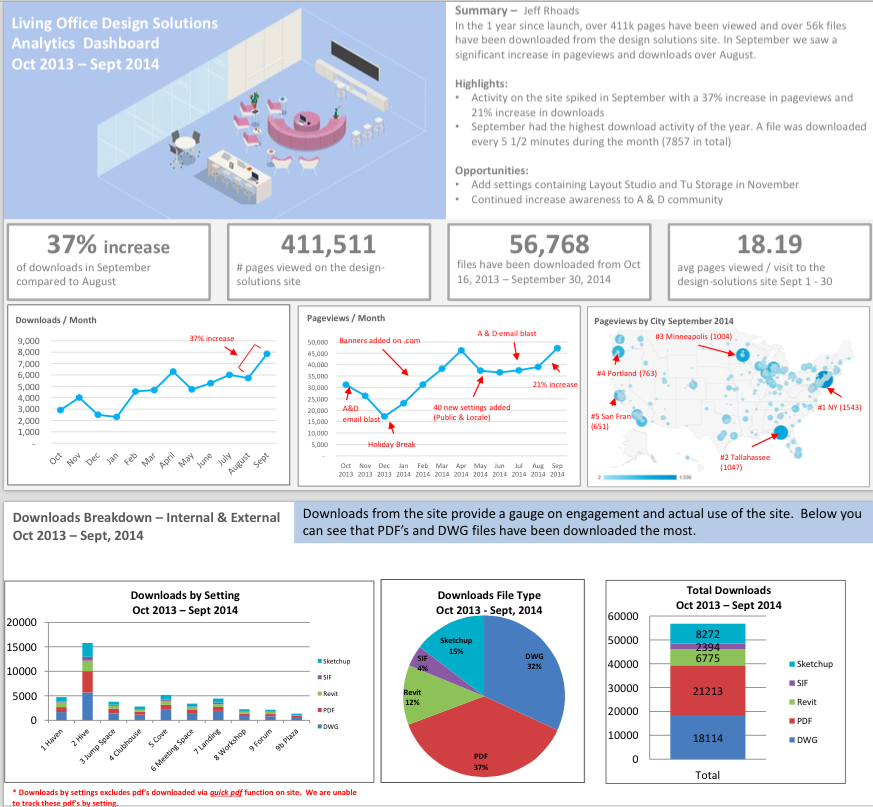 Living Office Design Solutions
Analytics  Dashboard
Oct 2013 – Sept 2014
Summary –  Jeff Rhoads
In the 1 year since launch, over 411k pages have been viewed and over 56k files
have been downloaded from the design solutions site. In September we saw a
significant increase in pageviews and downloads over August.
Highlights:
• Activity on the site spiked in September with a 37% increase in pageviews and
21% increase in downloads
• September had the highest download activity of the year. A file was downloaded
every 5 1/2 minutes during the month (7857 in total)
Opportunities:
• Add settings containing Layout Studio and Tu Storage in November
• Continued increase awareness to A & D community
37% increase
of downloads in September
compared to August
411,511
# pages viewed on the design-
solutions site
56,768
files have been downloaded from Oct
16, 2013 – September 30, 2014
18.19
avg pages viewed / visit to the
design-solutions site Sept 1 - 30
Downloads / Month
37% increase
9,000
8,000
7,000
6,000
5,000
4,000
3,000
2,000
1,000
-
Oct Nov Dec Jan Feb Mar April May June July August Sept
Pageviews / Month
Banners added on .com
A & D email blast
50,000
45,000
40,000
35,000
30,000
25,000
20,000
15,000
10,000
5,000
-
21% increase
A&D
email blast
40 new settings added
(Public & Locale)
Holiday Break
Oct Nov Dec Jan Feb Mar Apr May Jun Jul Aug Sep
2013 2013 2013 2014 2014 2014 2014 2014 2014 2014 2014 2014
Pageviews by City September 2014
#3 Minneapolis (1004)
#4 Portland (763)
#1 NY (1543)
#5 San Fran
(651)
#2 Tallahassee
(1047)
2
Downloads Breakdown – Internal & External
Oct 2013 – Sept, 2014
Downloads from the site provide a gauge on engagement and actual use of the site.  Below you
can see that PDF's and DWG files have been downloaded the most.
Downloads by Setting
Oct 2013 – Sept 2014
20000
15000
10000
5000
0
1 Haven 2 Hive 3 Jump Space 4 Clubhouse 5 Cove 6 Meeting Space 7 Landing 8 Workshop 9 Forum 9b Plaza
Sketchup
SIF
Revit
PDF
DWG
* Downloads by settings excludes pdf's downloaded via quick pdf function on site.  We are unable
to track these pdf's by setting.
Downloads File Type
Oct 2013 - Sept, 2014
Sketchup
15%
DWG
32%
SIF
4%
Revit
12%
PDF
37%
Total Downloads
Oct 2013 – Sept 2014
60000
50000
40000
30000
20000
10000
0
8272
2394
6775
21213
18114
Total
Sketchup
SIF
Revit
PDF
DWG